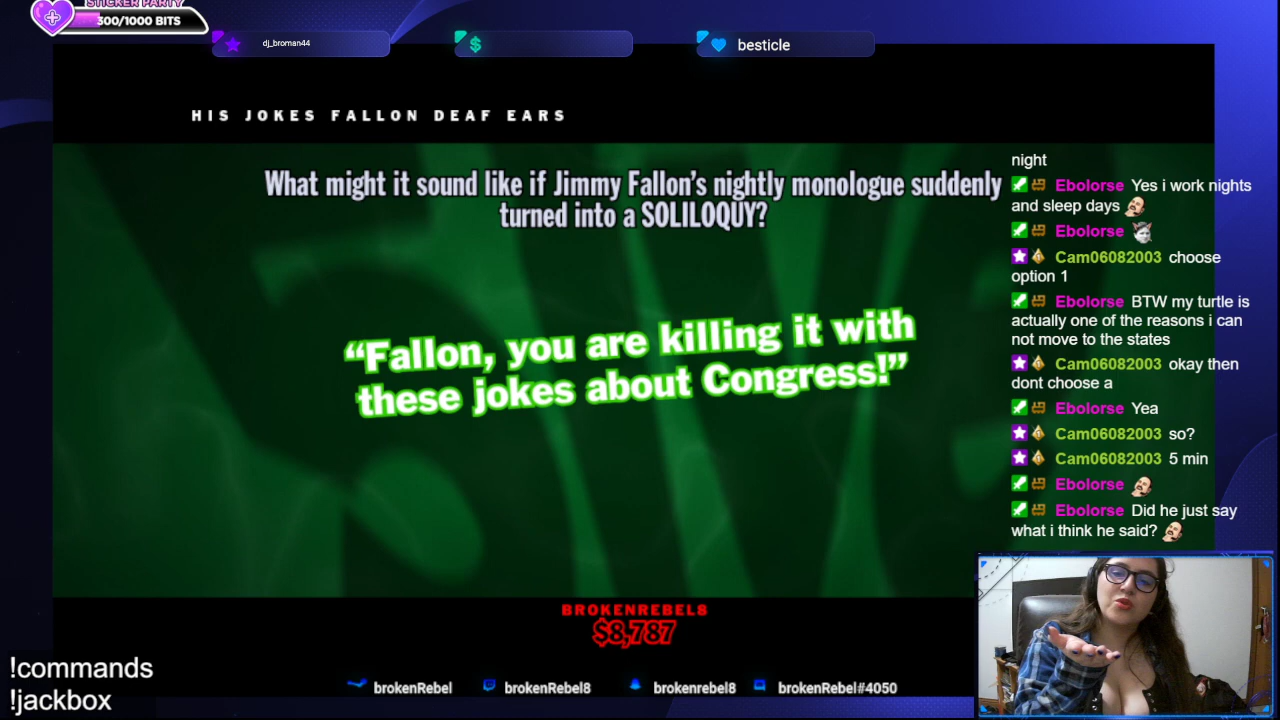 STICKER PARTY
300/1000 BITS
dj_broman44
$
besticle
HIS JOKES FALLON DEAF EARS
What might it sound like if Jimmy Fallon's nightly monologue suddenly
turned into a SOLILOQUY?
“Fallon, you are killing it with
these jokes about Congress!”
night
Ebolorse Yes i work nights
and sleep days
Ebolorse
Cam06082003 choose
option 1
Ebolorse BTW my turtle is
actually one of the reasons i can
not move to the states
Cam06082003 okay then
dont choose a
Ebolorse Yea
Cam06082003 so?
Cam06082003 5 min
Ebolorse
Ebolorse Did he just say
what i think he said?
BROKENREBEL8
$8,787
!commands
!jackbox
brokenRebel
brokenRebel8
brokenrebel8
brokenRebel#4050